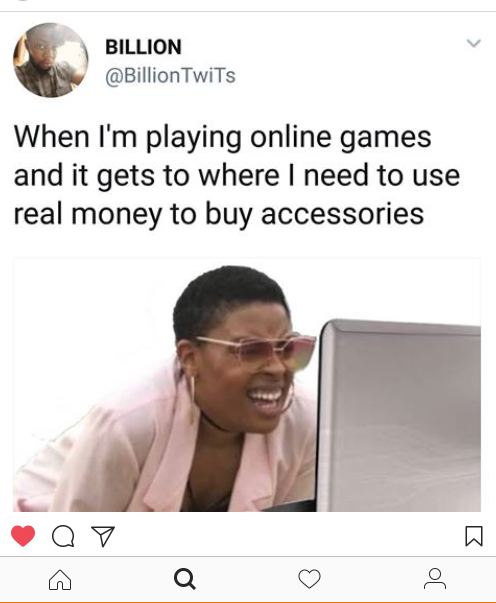 BILLION
@BillionTwiTs
When I'm playing online games
and it gets to where I need to use
real money to buy accessories